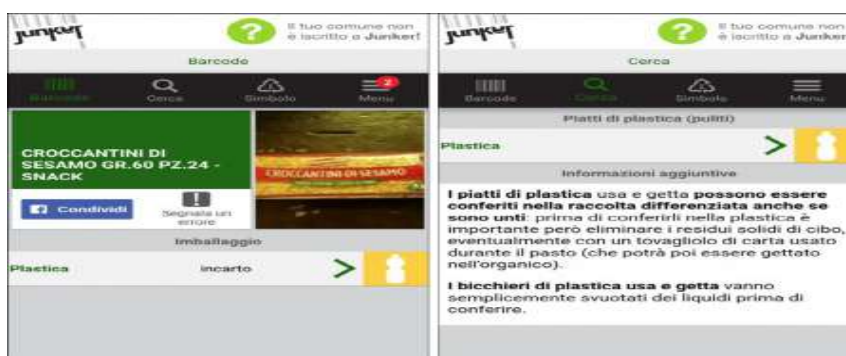 junker
?
Il tuo comune non
è iscritto a Junker!
Barcode
Barcode
Cerca
Simbolo
2
Menu
CROCCANTINI DI
SESAMO GR.60 PZ.24 -
SNACK
CROCCANTINI DI SESAMO
Condividi
Segnala un
errore
Imballaggio
Plastica
incarto
junker
?
Il tuo comune non
è iscritto a Junker
Cerca
Barcode
Cerca
Simbolo
Menu
Piatti di plastica (puliti)
Plastica
Informazioni aggiuntive
I piatti di plastica usa e getta possono essere
conferiti nella raccolta differenziata anche se
sono unti: prima di conferirli nella plastica è
importante però eliminare i residui solidi di cibo,
eventualmente con un tovagliolo di carta usato
durante il pasto (che potrà poi essere gettato
nell'organico).
I bicchieri di plastica usa e getta vanno
semplicemente svuotati dei liquidi prima di
conferire.